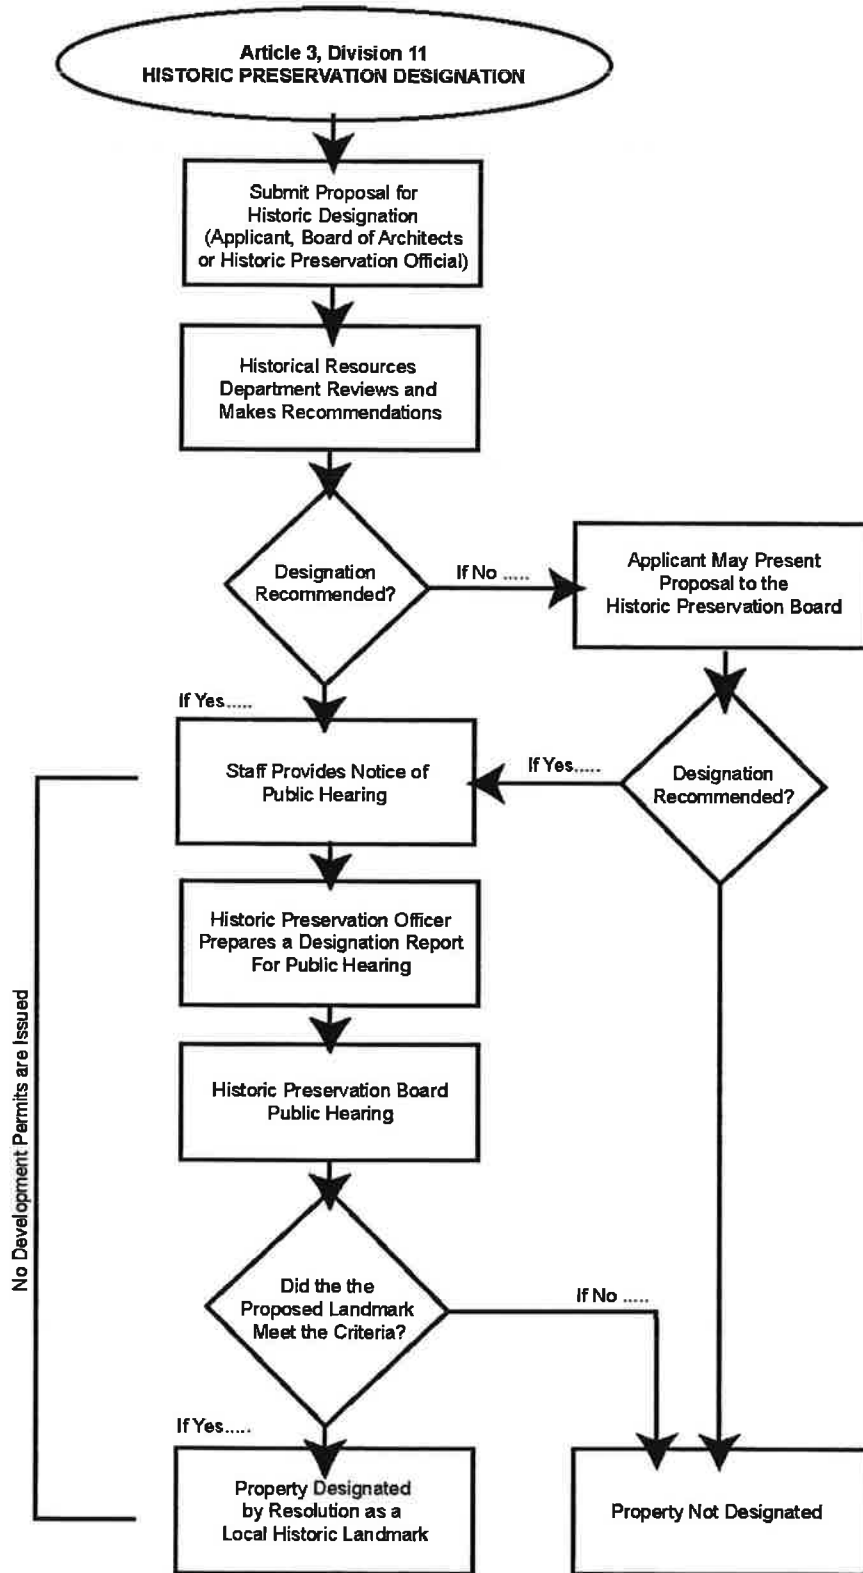 Article 3, Division 11
HISTORIC PRESERVATION DESIGNATION
Submit Proposal for
Historic Designation
(Applicant, Board of Architects
or Historic Preservation Official)
Historical Resources
Department Reviews and
Makes Recommendations
Designation
Recommended?
If No .....
Applicant May Present
Proposal to the
Historic Preservation Board
If Yes.....
Staff Provides Notice of
Public Hearing
If Yes.....
Designation
Recommended?
Historic Preservation Officer
Prepares a Designation Report
For Public Hearing
Historic Preservation Board
Public Hearing
No Development Permits are Issued
Did the the
Proposed Landmark
Meet the Criteria?
If No .....
If Yes.....
Property Designated
by Resolution as a
Local Historic Landmark
Property Not Designated